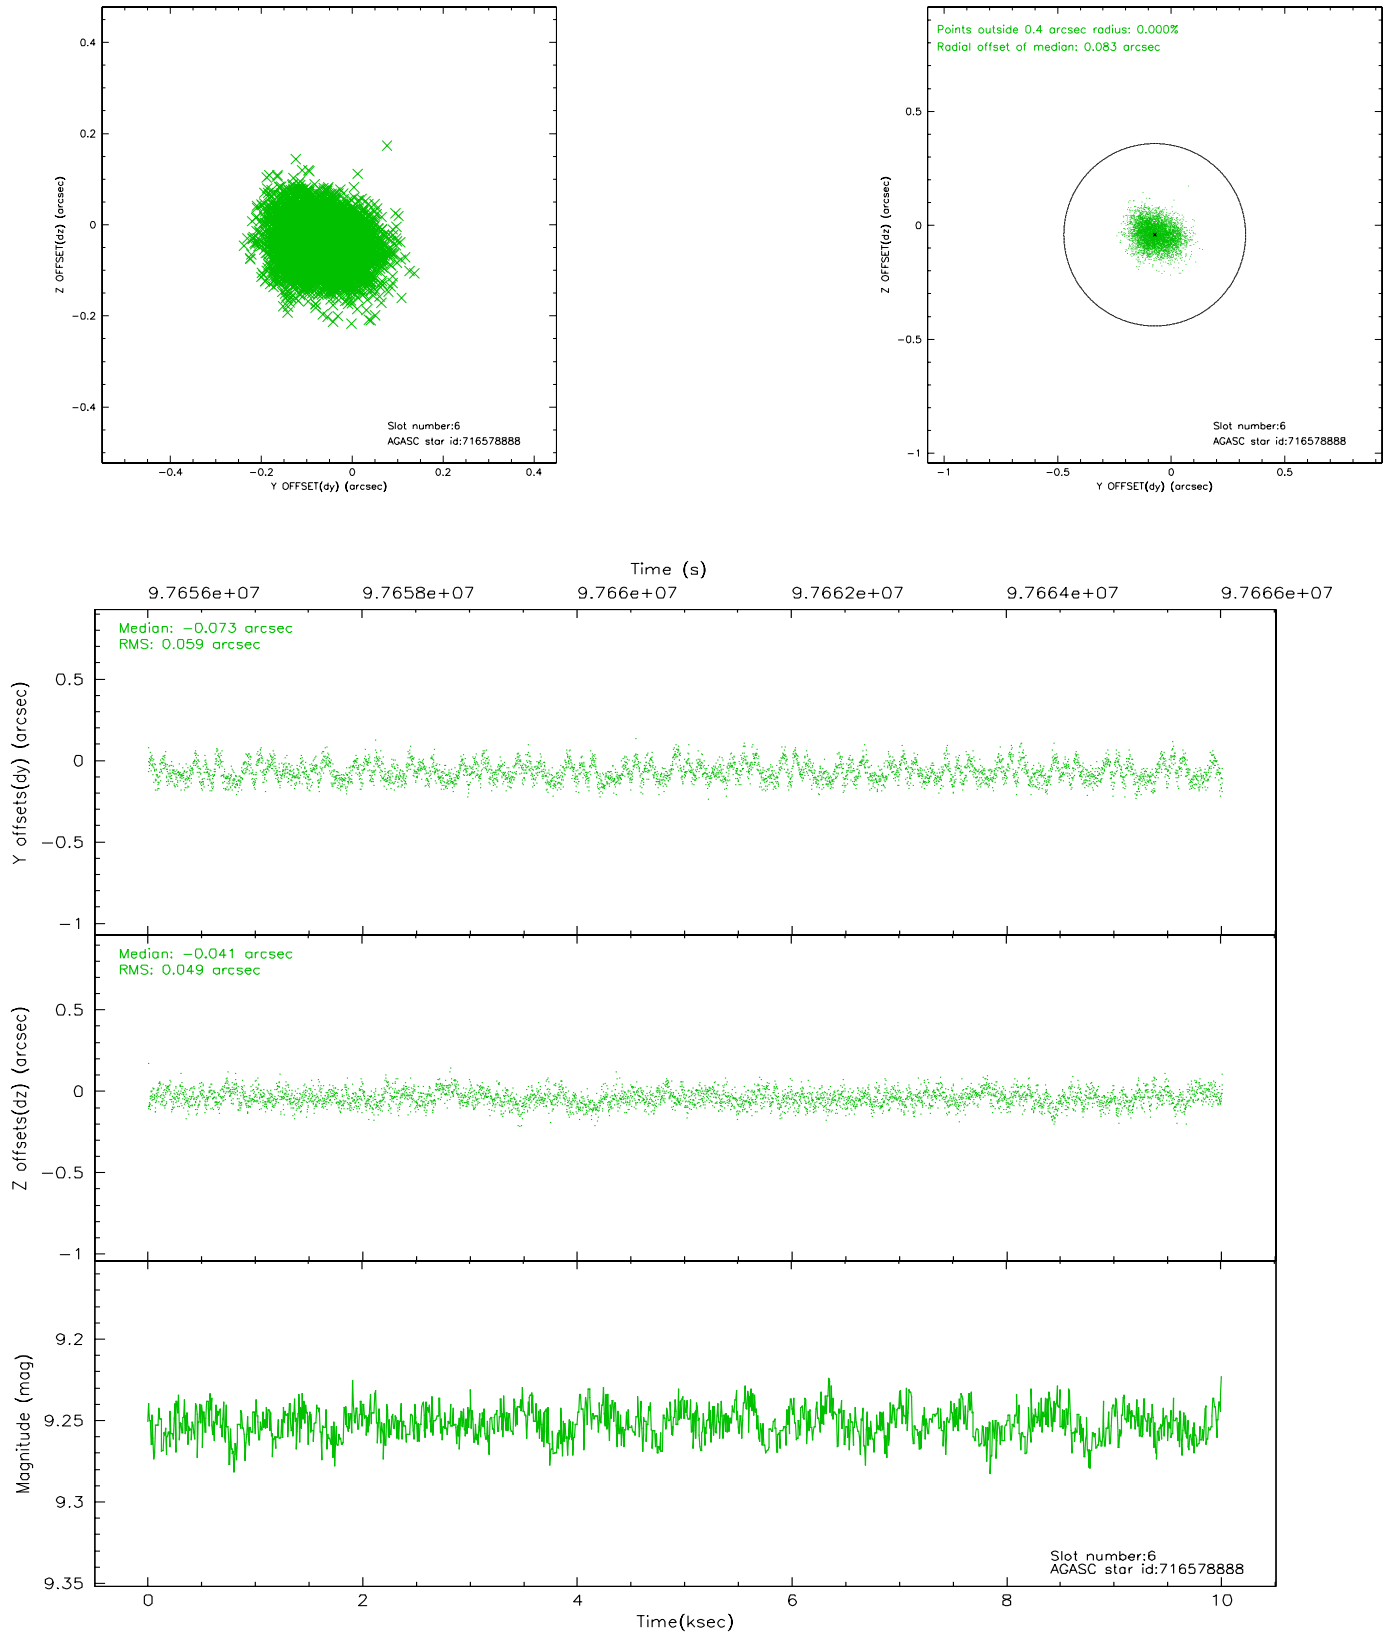 0.4
0.2
0
-0.2
-0.4
Z OFFSET(dz) (arcsec)
Slot number:6
AGASC star id:716578888
-0.4 -0.2 0 0.2 0.4
Y OFFSET(dy) (arcsec)
Points outside 0.4 arcsec radius: 0.000%
Radial offset of median: 0.083 arcsec
0.5
0
-0.5
-1
Z OFFSET(dz) (arcsec)
Slot number:6
AGASC star id:716578888
-1 -0.5 0 0.5
Y OFFSET(dy) (arcsec)
Time (s)
9.7656e+07 9.7658e+07 9.766e+07 9.7662e+07 9.7664e+07 9.7666e+07
Median: -0.073 arcsec
RMS: 0.059 arcsec
0.5
0
-0.5
-1
Y offsets(dy) (arcsec)
Median: -0.041 arcsec
RMS: 0.049 arcsec
0.5
0
-0.5
-1
Z offsets(dz) (arcsec)
9.2
9.25
9.3
9.35
Magnitude (mag)
Slot number:6
AGASC star id:716578888
0 2 4 6 8 10
Time(ksec)